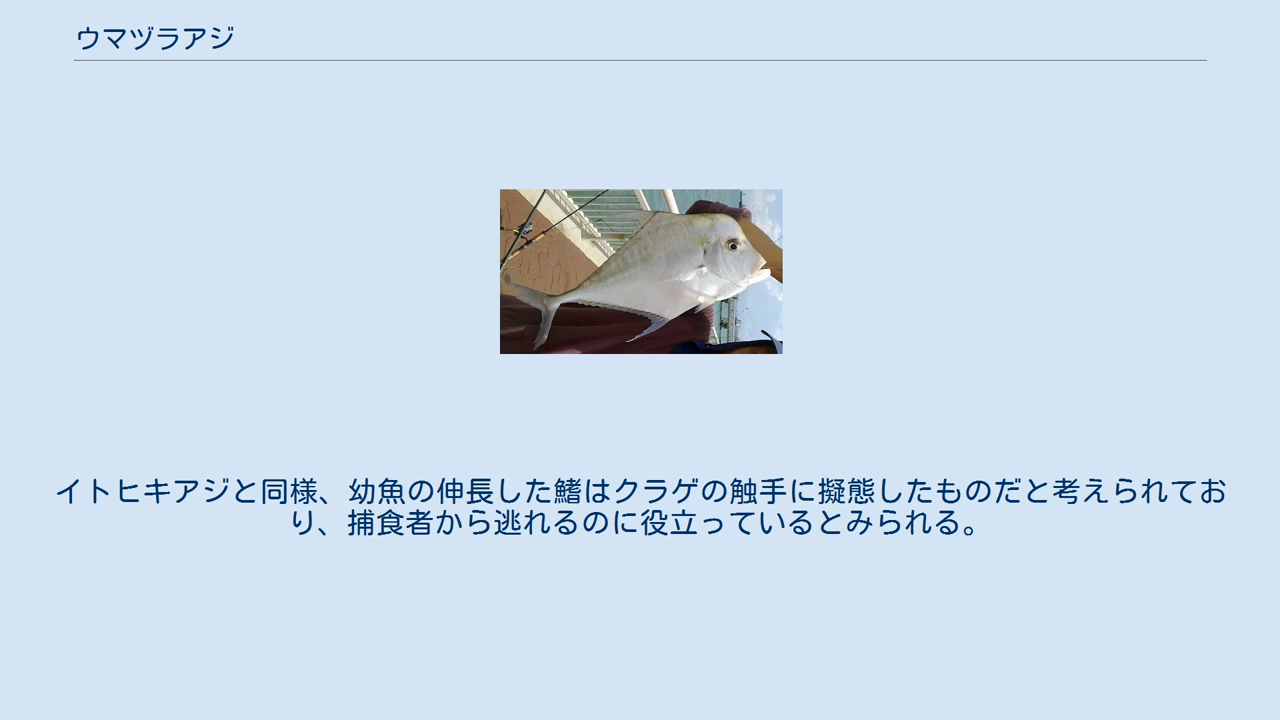 ウマヅラアジ
イトヒキアジと同様、幼魚の伸長した鰭はクラゲの触手に擬態したものだと考えられてお
り、捕食者から逃れるのに役立っているとみられる。